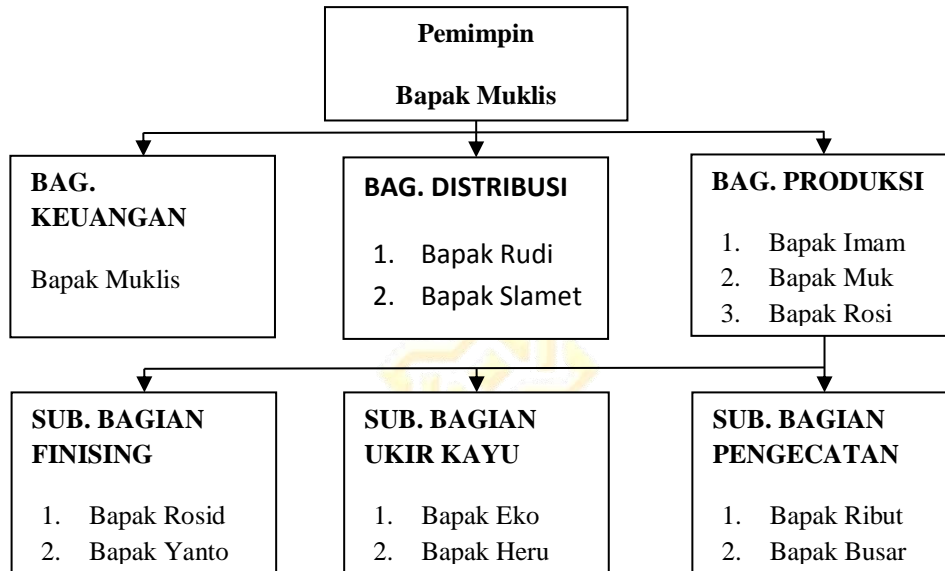 Pemimpin
Bapak Muklis
BAG.
KEUANGAN
Bapak Muklis
BAG. DISTRIBUSI
1. Bapak Rudi
2. Bapak Slamet
BAG. PRODUKSI
1. Bapak Imam
2. Bapak Muk
3. Bapak Rosi
SUB. BAGIAN
FINISING
1. Bapak Rosid
2. Bapak Yanto
SUB. BAGIAN
UKIR KAYU
1. Bapak Eko
2. Bapak Heru
SUB. BAGIAN
PENGECATAN
1. Bapak Ribut
2. Bapak Busar